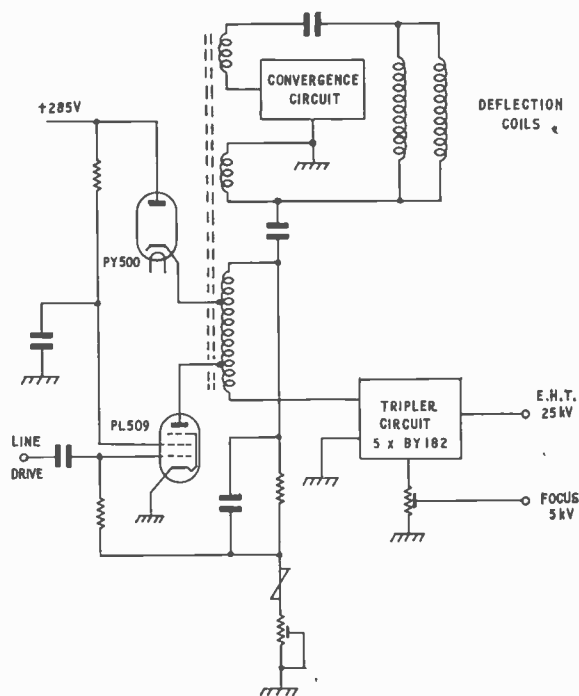 CONVERGENCE
CIRCUIT
DEFLECTION
COILS
+285V
PY500
PL509
LINE
DRIVE
TRIPLER
CIRCUIT
5 x BY182
E.H.T.
25kV
FOCUS
5kV